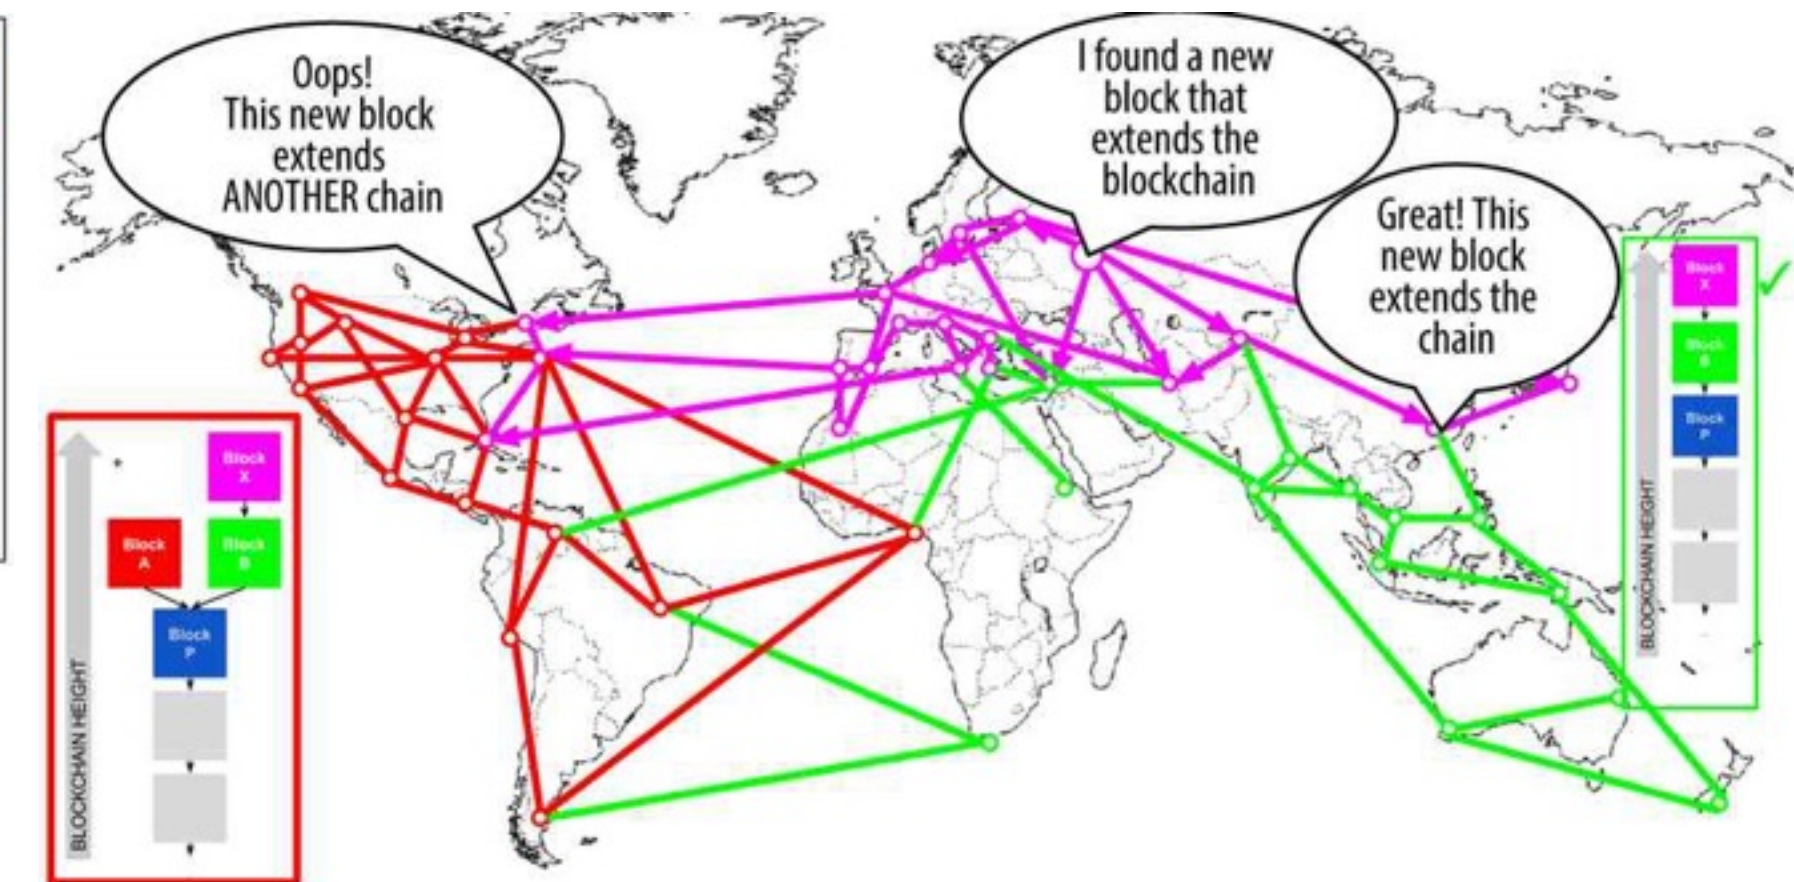 Oops!
This new block
extends
ANOTHER chain
I found a new
block that
extends the
blockchain
Great! This
new block
extends the
chain
Block
X
Block
B
Block
P
BLOCKCHAIN HEIGHT
Block
X
Block
A
Block
B
Block
P
BLOCKCHAIN HEIGHT